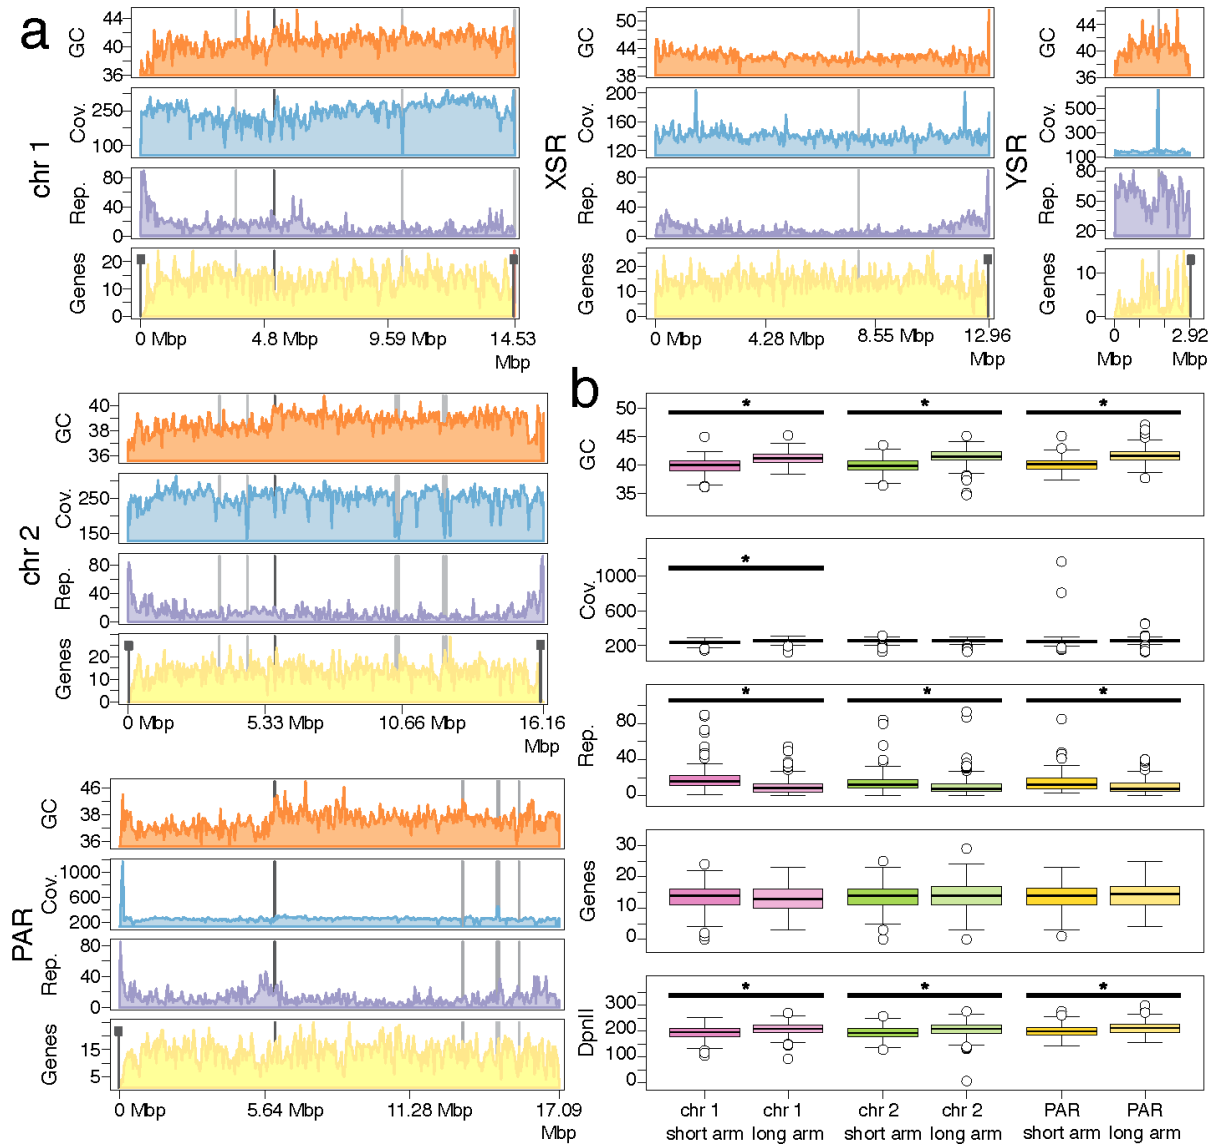 a
chr 1
GC
44
40
36
Cov.
250
100
Rep.
80
40
0
Genes
20
10
0
0 Mbp
4.8 Mbp
9.59 Mbp
14.53
Mbp
XSR
52
44
38
200
160
120
80
40
0
Genes
20
10
0
0 Mbp
4.28 Mbp
8.55 Mbp
12.96
Mbp
YSR
GC
44
40
36
Cov.
500
300
100
Rep.
80
50
20
Genes
10
0
0
Mbp
2.92
Mbp
chr 2
GC
40
38
36
Cov.
250
150
Rep.
80
40
0
Genes
20
10
0
0 Mbp
5.33 Mbp
10.66 Mbp
16.16
Mbp
PAR
GC
46
38
36
Cov.
1000
600
200
Rep.
80
40
0
Genes
15
5
0 Mbp
5.64 Mbp
11.28 Mbp
17.09
Mbp
b
GC
50
45
40
35
* * *
Cov.
1000
600
200
*
Rep.
80
40
0
* * *
Genes
30
20
10
0
DpnII
300
200
100
0
* * *
chr 1
short arm
chr 1
long arm
chr 2
short arm
chr 2
long arm
PAR
short arm
PAR
long arm